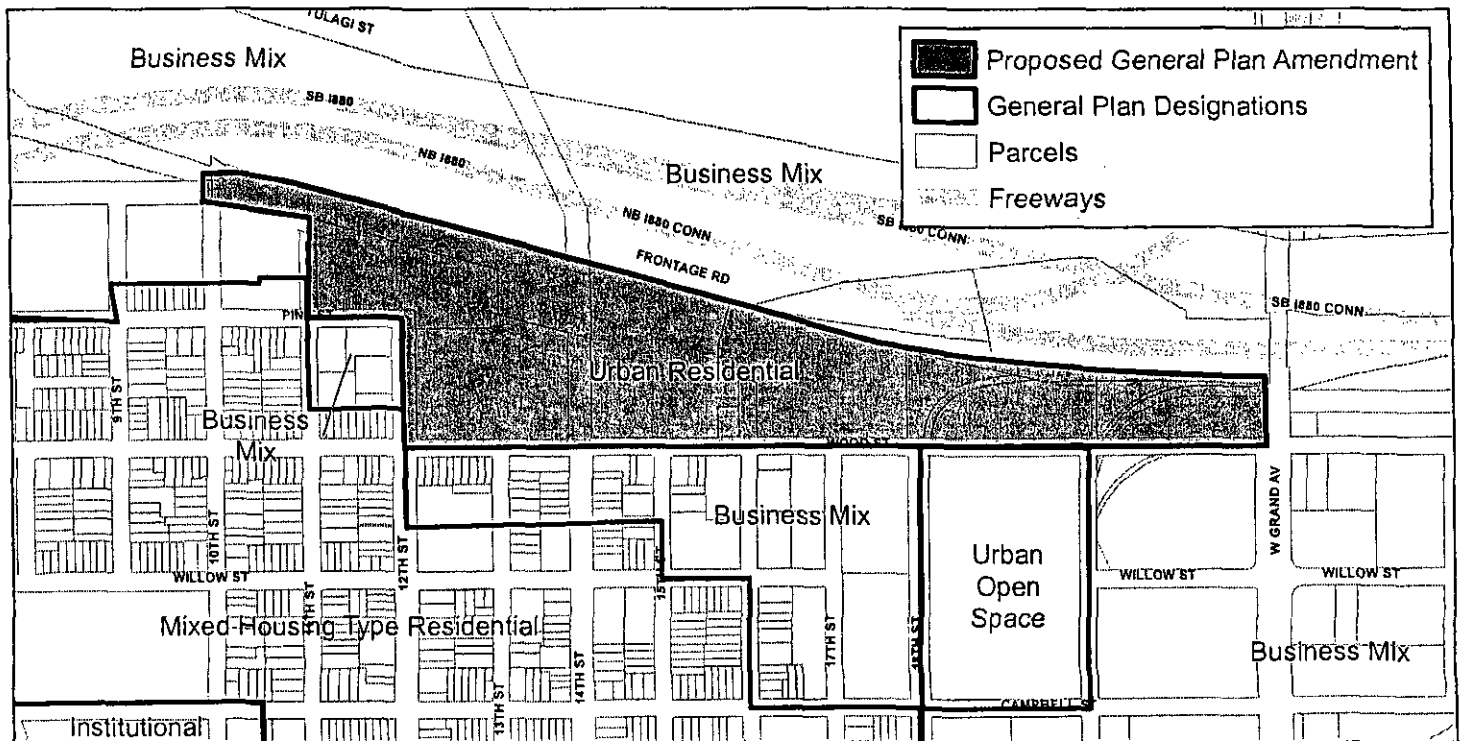 TULAGI ST
Business Mix
Proposed General Plan Amendment
General Plan Designations
Parcels
Freeways
SB I880
NB I880
Business Mix
NB I880 CONN
SB I880 CONN
FRONTAGE RD
SB I880 CONN
Urban Residential
9TH ST
Business
Mix
WOOD ST
W GRAND AV
Business Mix
Urban
Open
Space
10TH ST
12TH ST
15TH ST
WILLOW ST
WILLOW ST
WILLOW ST
11TH ST
Mixed Housing Type Residential
17TH ST
14TH ST
13TH ST
Business Mix
CAMPBELL S
Institutional